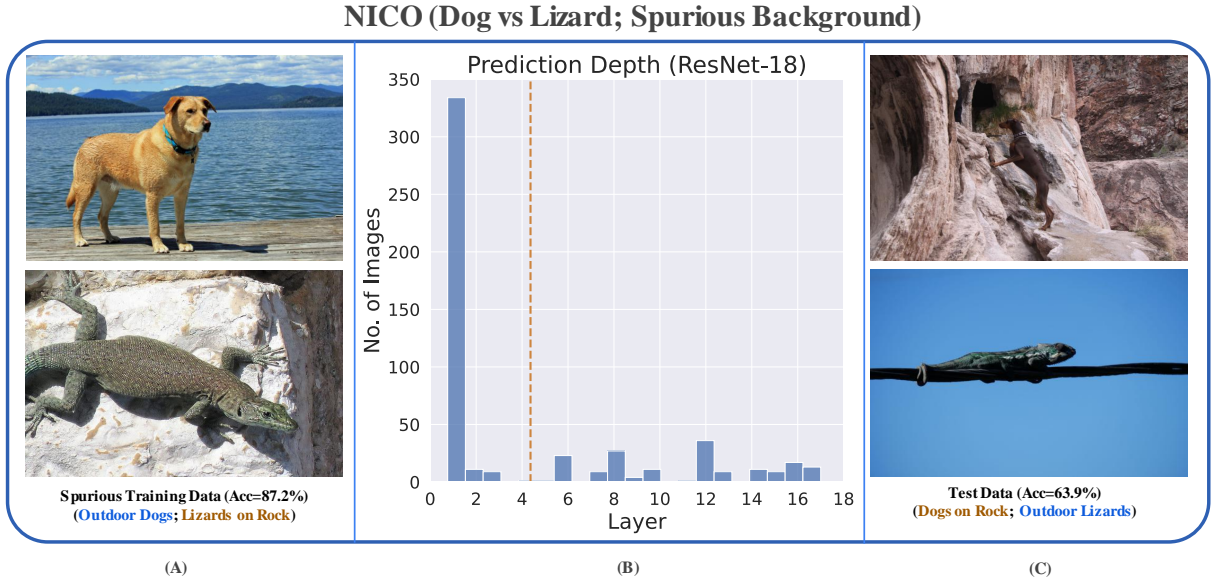 NICO (Dog vs Lizard; Spurious Background)
Spurious Training Data (Acc=87.2%)
(Outdoor Dogs; Lizards on Rock)
(A)
Prediction Depth (ResNet-18)
No. of Images
350
300
250
200
150
100
50
0
0 2 4 6 8 10 12 14 16 18
Layer
(B)
Test Data (Acc=63.9%)
(Dogs on Rock; Outdoor Lizards)
(C)